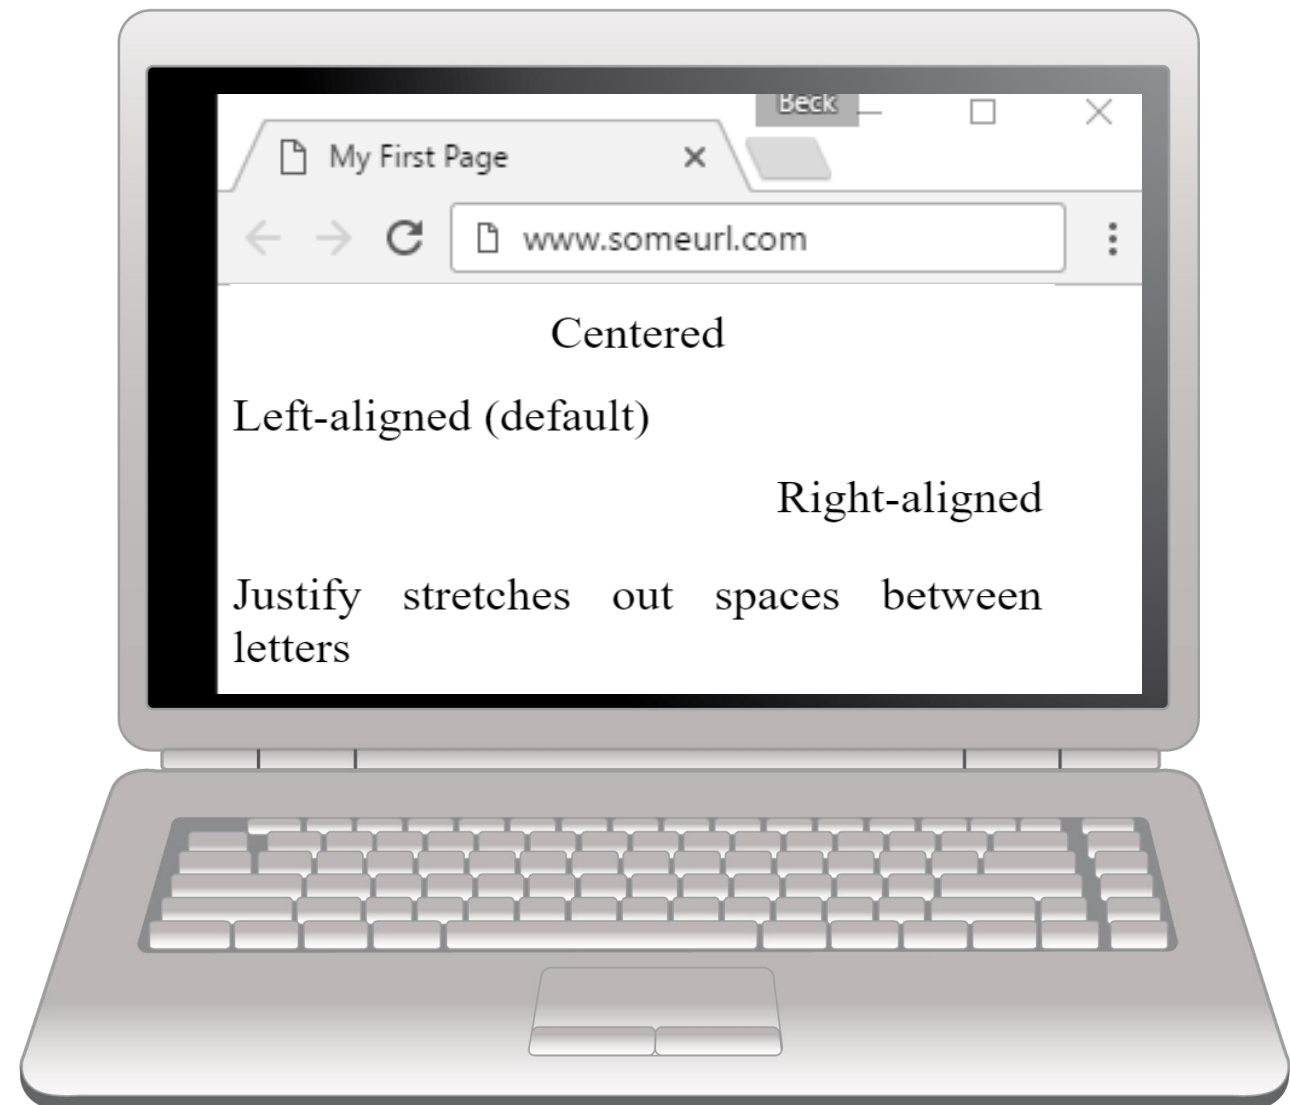 Beck
My First Page
www.someurl.com
Centered
Left-aligned (default)
Right-aligned
Justify stretches out spaces between
letters